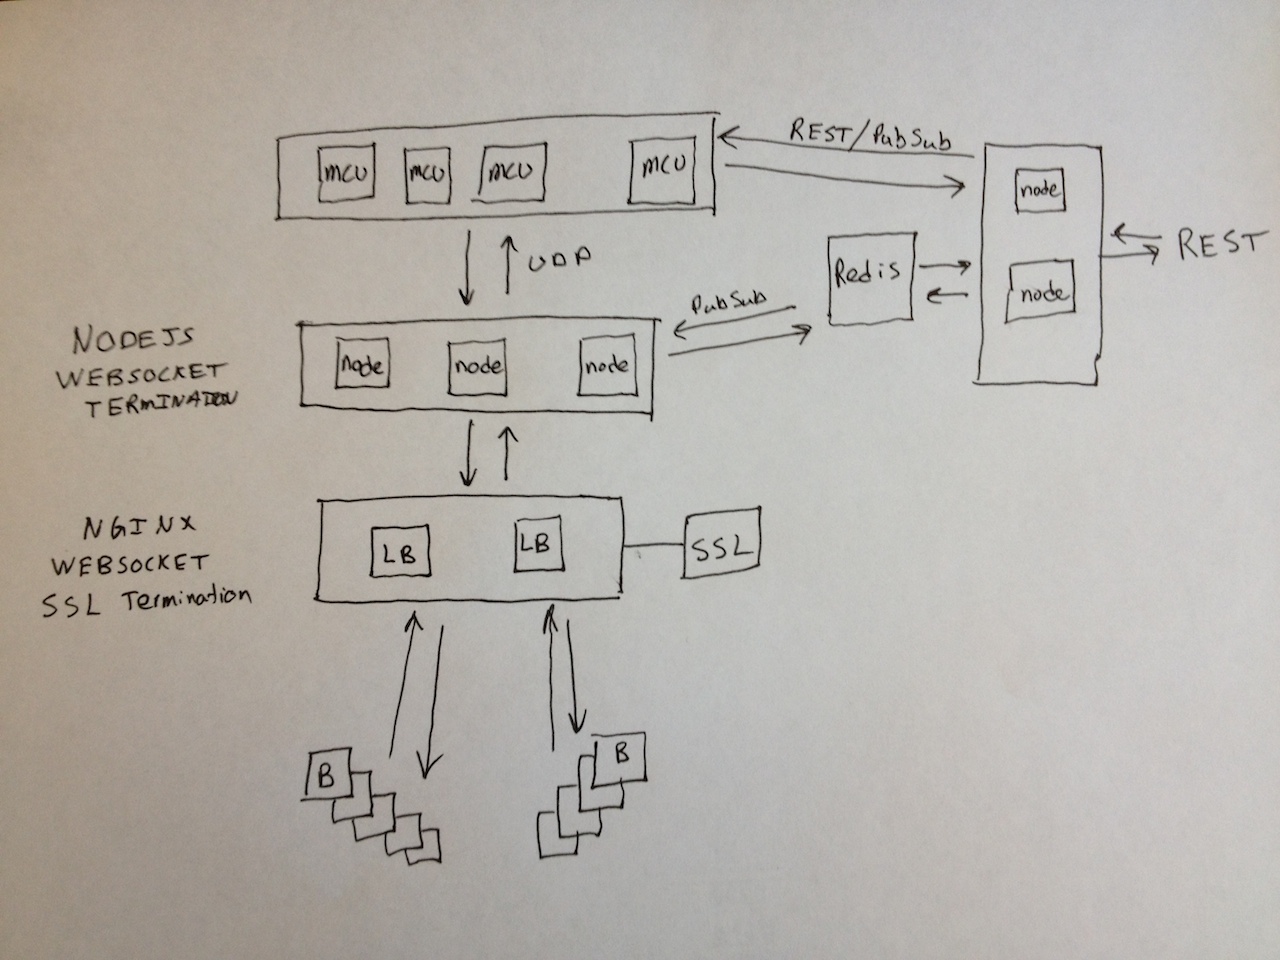 REST/PubSub
MCU
MCU
MCU
MCU
node
REST
UDP
Redis
node
PubSub
NODEJS
WEBSOCKET
TERMINATION
node
node
node
NGINX
WEBSOCKET
SSL Termination
LB
LB
SSL
B
B